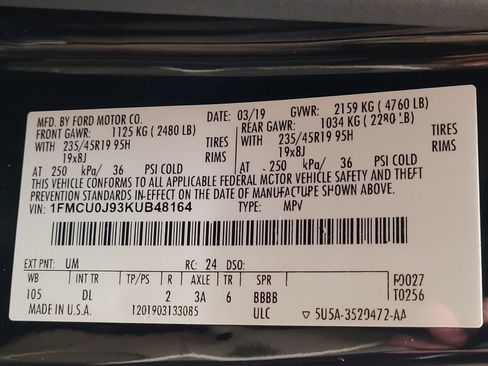 MFD. BY FORD MOTOR CO. DATE: 03/19 GVWR: 2159 KG ( 4760 LB)
FRONT GAWR: 1125 KG ( 2480 LB) REAR GAWR: 1034 KG ( 2280 LB)
WITH 235/45R19 95H TIRES WITH 235/45R19 95H TIRES
19x8J RIMS 19x8J RIMS
AT 250 kPa/ 36 PSI COLD AT 250 kPa/ 36 PSI COLD
THIS VEHICLE CONFORMS TO ALL APPLICABLE FEDERAL MOTOR VEHICLE SAFETY AND THEFT
PREVENTION STANDARDS IN EFFECT ON THE DATE OF MANUFACTURE SHOWN ABOVE.
VIN: 1FMCU0J93KUB48164 TYPE: MPV
EXT PNT: UM RC: 24 DSO:
WB INT TR TP/PS R AXLE TR SPR F0027
105 DL 2 3A 6 BBBB T0256
MADE IN U.S.A. 1201903133085 ULC 5U5A-3520472-AA